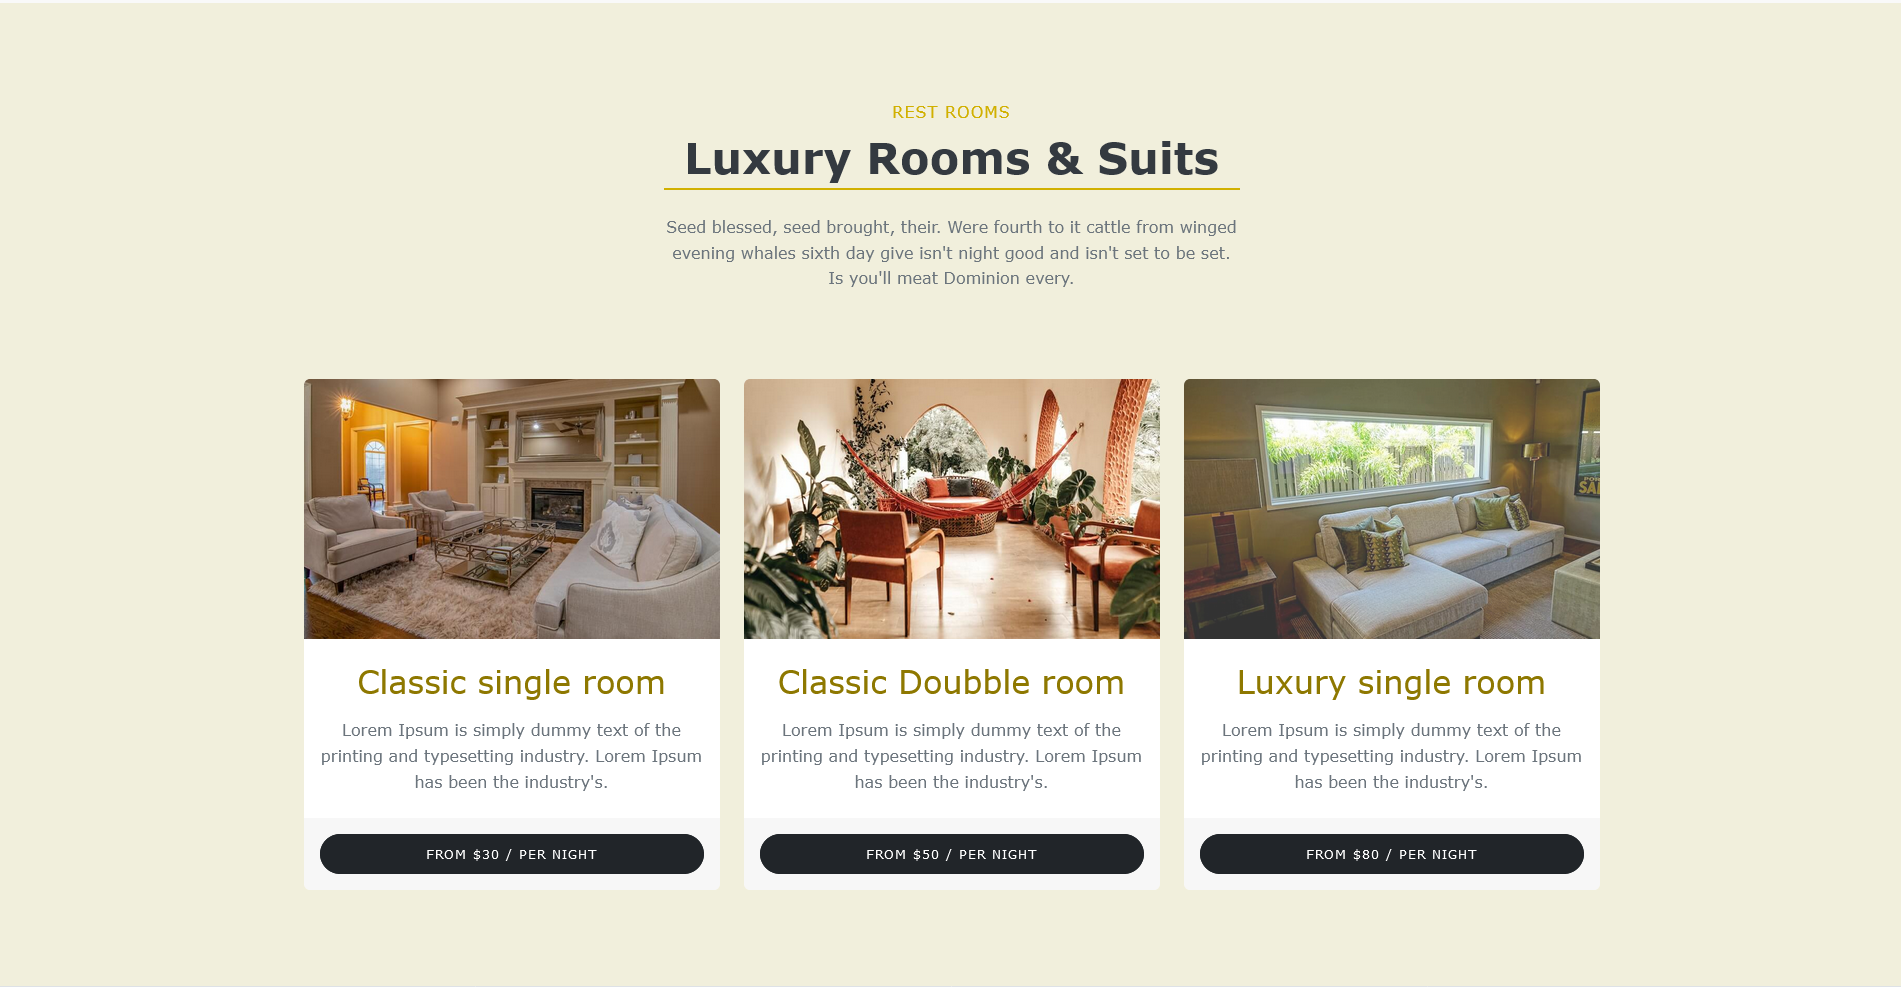 REST ROOMS
Luxury Rooms & Suits
Seed blessed, seed brought, their. Were fourth to it cattle from winged
evening whales sixth day give isn't night good and isn't set to be set.
Is you'll meat Dominion every.
Classic single room
Lorem Ipsum is simply dummy text of the
printing and typesetting industry. Lorem Ipsum
has been the industry's.
FROM $30 / PER NIGHT
Classic Doubble room
Lorem Ipsum is simply dummy text of the
printing and typesetting industry. Lorem Ipsum
has been the industry's.
FROM $50 / PER NIGHT
Luxury single room
Lorem Ipsum is simply dummy text of the
printing and typesetting industry. Lorem Ipsum
has been the industry's.
FROM $80 / PER NIGHT